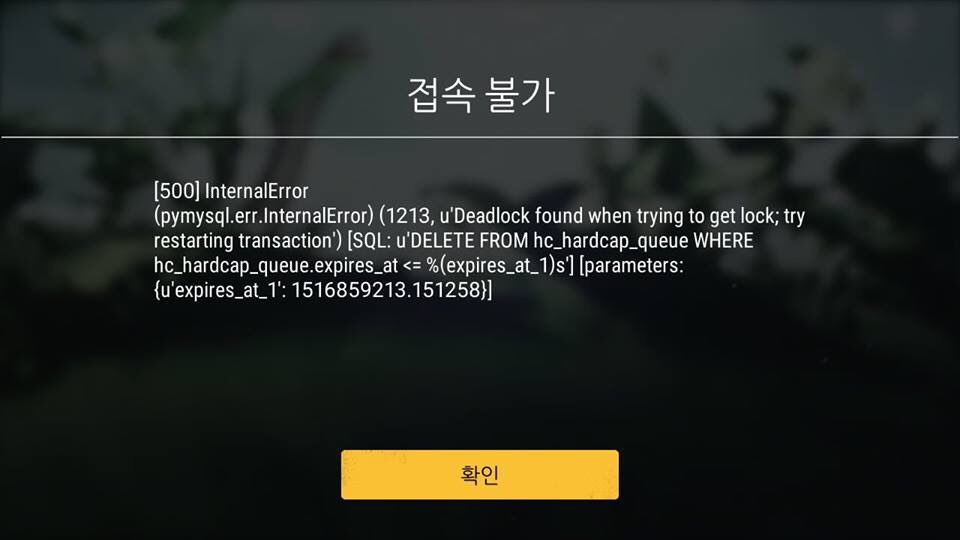 접속 불가
[500] InternalError
(pymysql.err.InternalError) (1213, u'Deadlock found when trying to get lock; try
restarting transaction') [SQL: u'DELETE FROM hc_hardcap_queue WHERE
hc_hardcap_queue.expires_at <= %(expires_at_1)s'] [parameters:
{u'expires_at_1': 1516859213.151258}]
확인